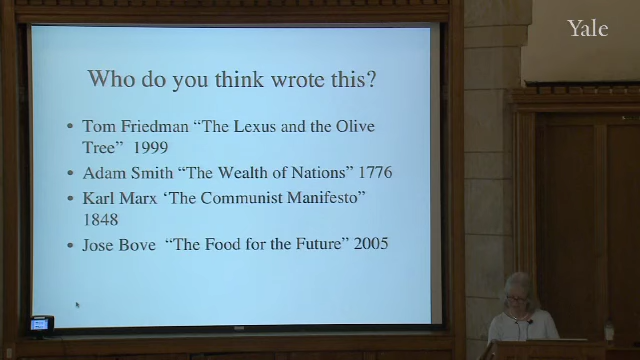 Yale
Who do you think wrote this?
• Tom Friedman “The Lexus and the Olive
Tree” 1999
• Adam Smith “The Wealth of Nations” 1776
• Karl Marx ‘The Communist Manifesto”
1848
• Jose Bove “The Food for the Future” 2005